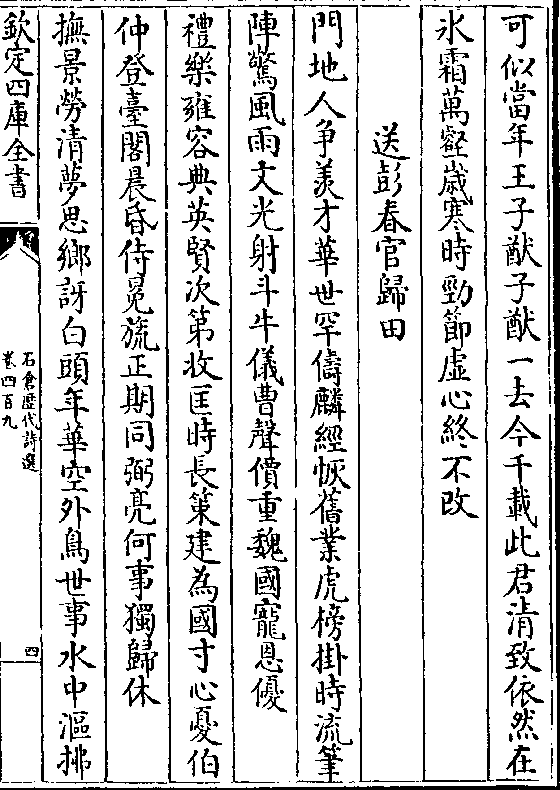 可似當年王子猷子猷一去今千載此君清致依然在
氷霜萬壑歲寒時勁節虛心終不改
送彭春官歸田
門地人争羡才華世罕儔麟經恢舊業虎榜掛時流筆
陣驚風雨文光射斗牛儀曹聲價重魏國寵恩優
禮樂雍容典英賢次第收匡時長策建為國寸心憂伯
仲登臺閣晨昏侍冕旒正期同弼亮何事獨歸休
撫景勞清夢思鄉訝白頭年華空外鳥世事水中漚拂
欽定四庫全書
石倉歷代詩選
卷四百九
四